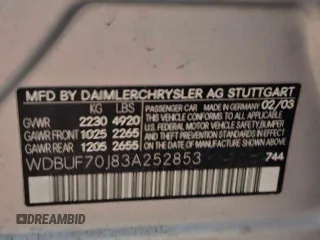 MFD BY DAIMLERCHRYSLER AG STUTTGART
KG LBS
PASSENGER CAR
MADE IN GERMANY 02/03
GVWR 2230 4920
GAWR FRONT 1025 2265
GAWR REAR 1205 2655
THIS VEHICLE CONFORMS TO ALL
APPLICABLE U.S. FEDERAL MOTOR
VEHICLE SAFETY, BUMPER, AND
THEFT PREVENTION STANDARDS IN
EFFECT ON THE DATE OF
MANUFACTURE SHOWN ABOVE
WDBUF70J83A252853 744
DREAMBID